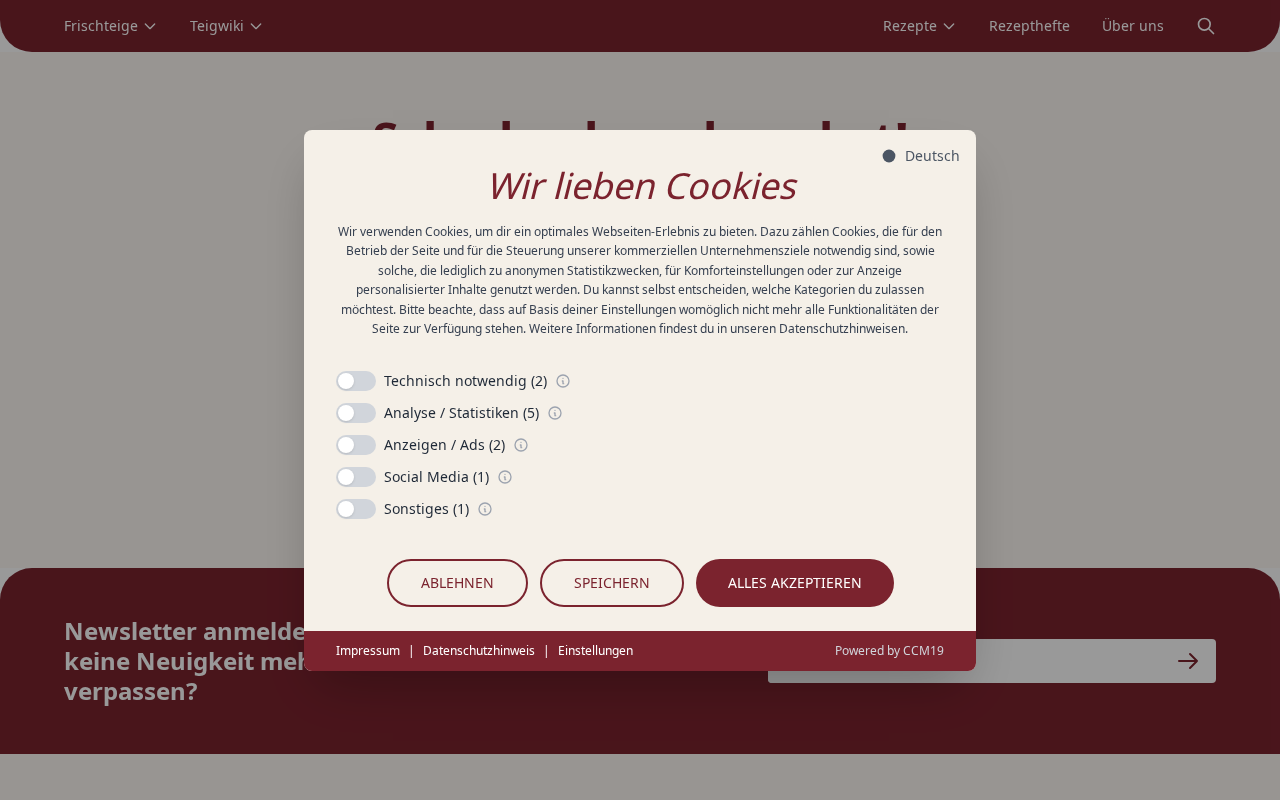 Frischteige
Teigwiki
Rezepte
Rezepthefte
Über uns
Deutsch
Wir lieben Cookies
Wir verwenden Cookies, um dir ein optimales Webseiten-Erlebnis zu bieten. Dazu zählen Cookies, die für den
Betrieb der Seite und für die Steuerung unserer kommerziellen Unternehmensziele notwendig sind, sowie
solche, die lediglich zu anonymen Statistikzwecken, für Komforteinstellungen oder zur Anzeige
personalisierter Inhalte genutzt werden. Du kannst selbst entscheiden, welche Kategorien du zulassen
möchtest. Bitte beachte, dass auf Basis deiner Einstellungen womöglich nicht mehr alle Funktionalitäten der
Seite zur Verfügung stehen. Weitere Informationen findest du in unseren Datenschutzhinweisen.
Technisch notwendig (2)
Analyse / Statistiken (5)
Anzeigen / Ads (2)
Social Media (1)
Sonstiges (1)
ABLEHNEN
SPEICHERN
ALLES AKZEPTIEREN
Impressum | Datenschutzhinweis | Einstellungen
Powered by CCM19
Newsletter
keine Neuigkeit
verpassen?